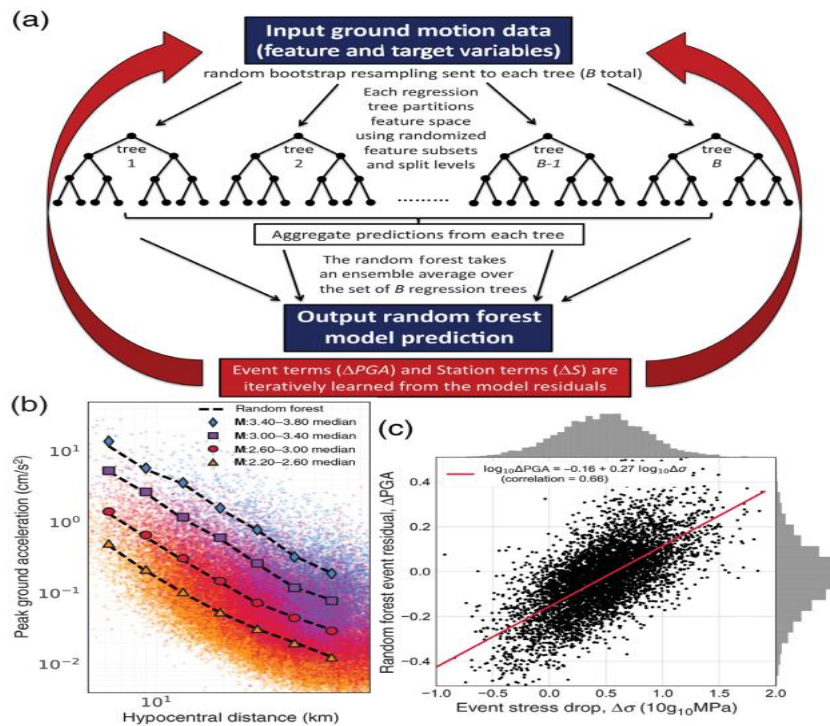 (a)
Input ground motion data
(feature and target variables)
random bootstrap resampling sent to each tree (B total)
Each regression
tree partitions
feature space
using randomized
feature subsets
and split levels
tree
1
tree
2
tree
B-1
tree
B
.........
Aggregate predictions from each tree
The random forest takes
an ensemble average over
the set of B regression trees
Output random forest
model prediction
Event terms (ΔPGA) and Station terms (ΔS) are
iteratively learned from the model residuals
(b)
Random forest
M:3.40–3.80 median
M:3.00–3.40 median
M:2.60–3.00 median
M:2.20–2.60 median
Peak ground acceleration (cm/s²)
10¹
10⁰
10⁻¹
10⁻²
10¹
Hypocentral distance (km)
(c)
log₁₀ΔPGA = −0.16 + 0.27 log₁₀Δσ
(correlation = 0.66)
Random forest event residual, ΔPGA
0.4
0.2
0.0
-0.2
-0.4
-1.0 -0.5 0.0 0.5 1.0 1.5 2.0
Event stress drop, Δσ (10g₁₀MPa)